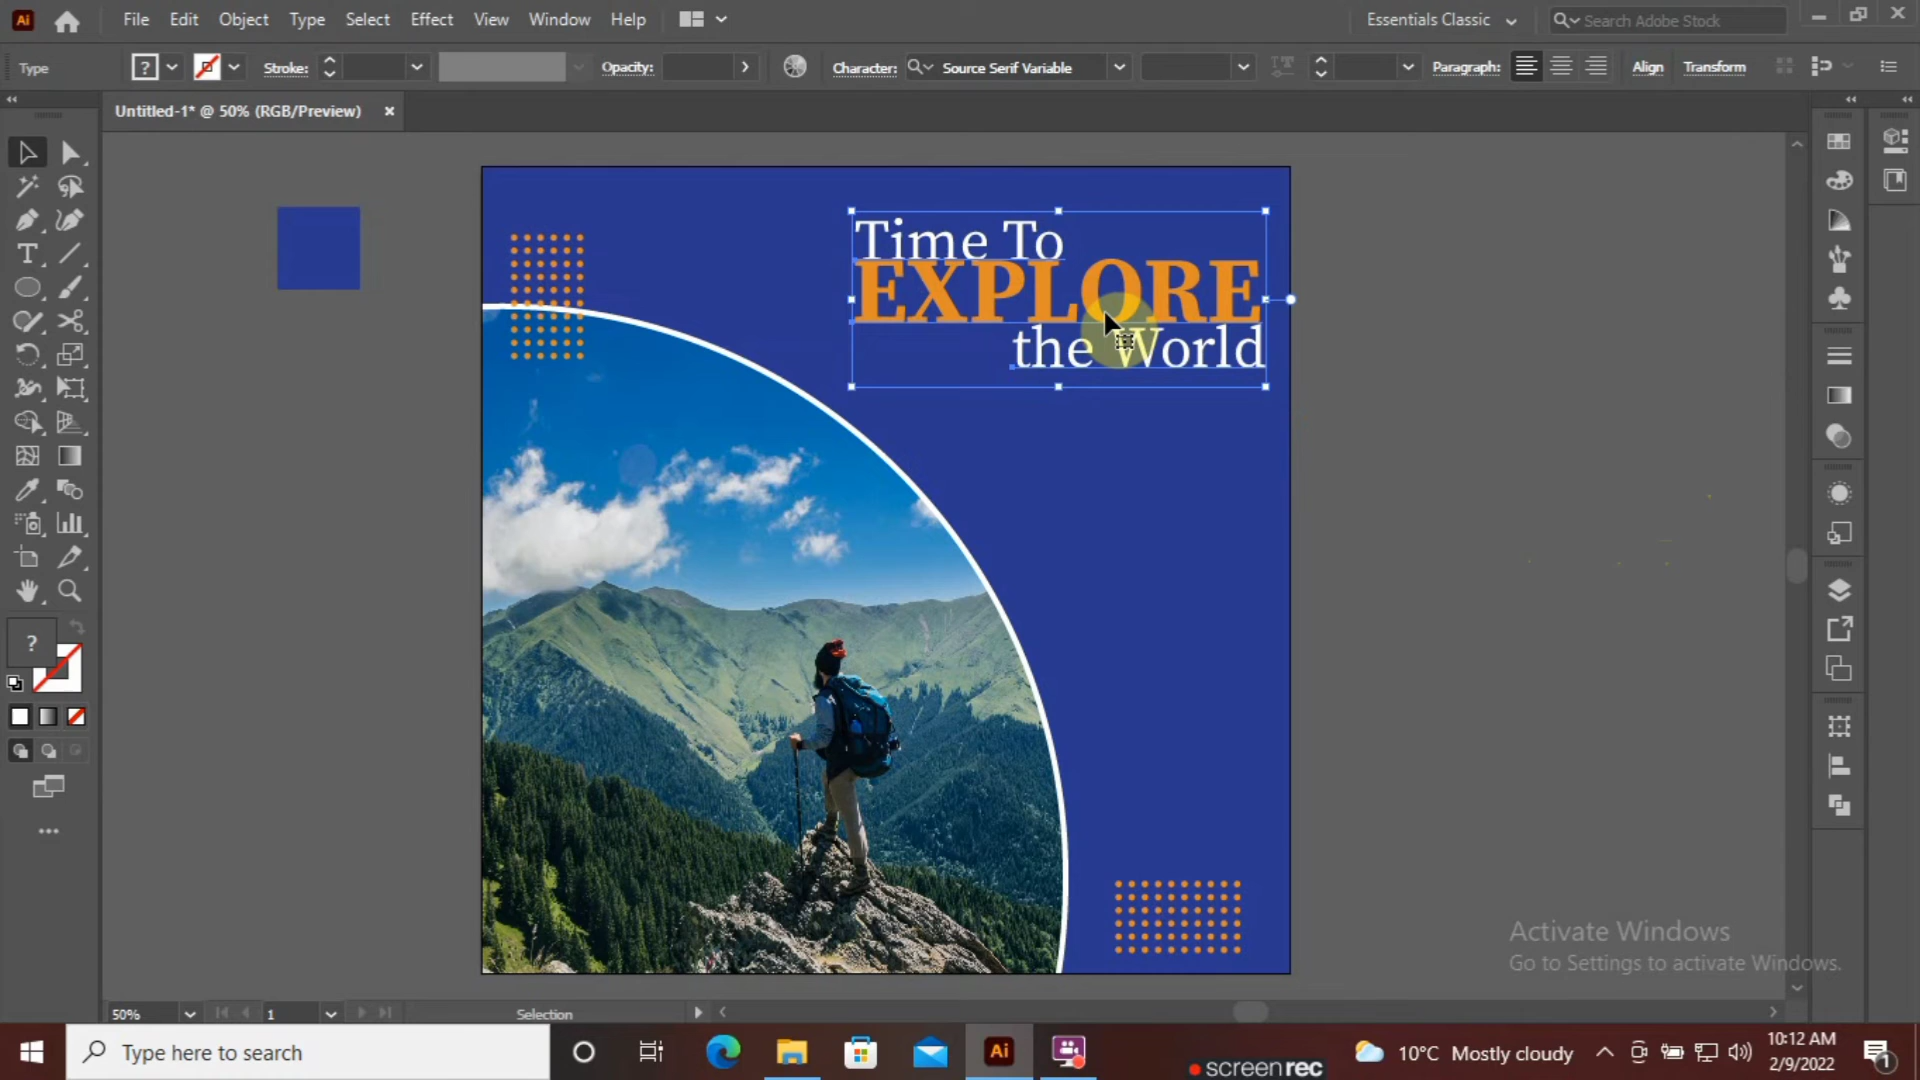 Ai File Edit Object Type Select Effect View Window Help Essentials Classic Search Adobe Stock
Type ? Stroke: Opacity: Character: Source Serif Variable Paragraph: Align Transform
Untitled-1* @ 50% (RGB/Preview)
Time To
EXPLORE
the World
?
Activate Windows
Go to Settings to activate Windows.
50% 1 Selection
Type here to search Ai screenrec 10°C Mostly cloudy 10:12 AM
2/9/2022
1